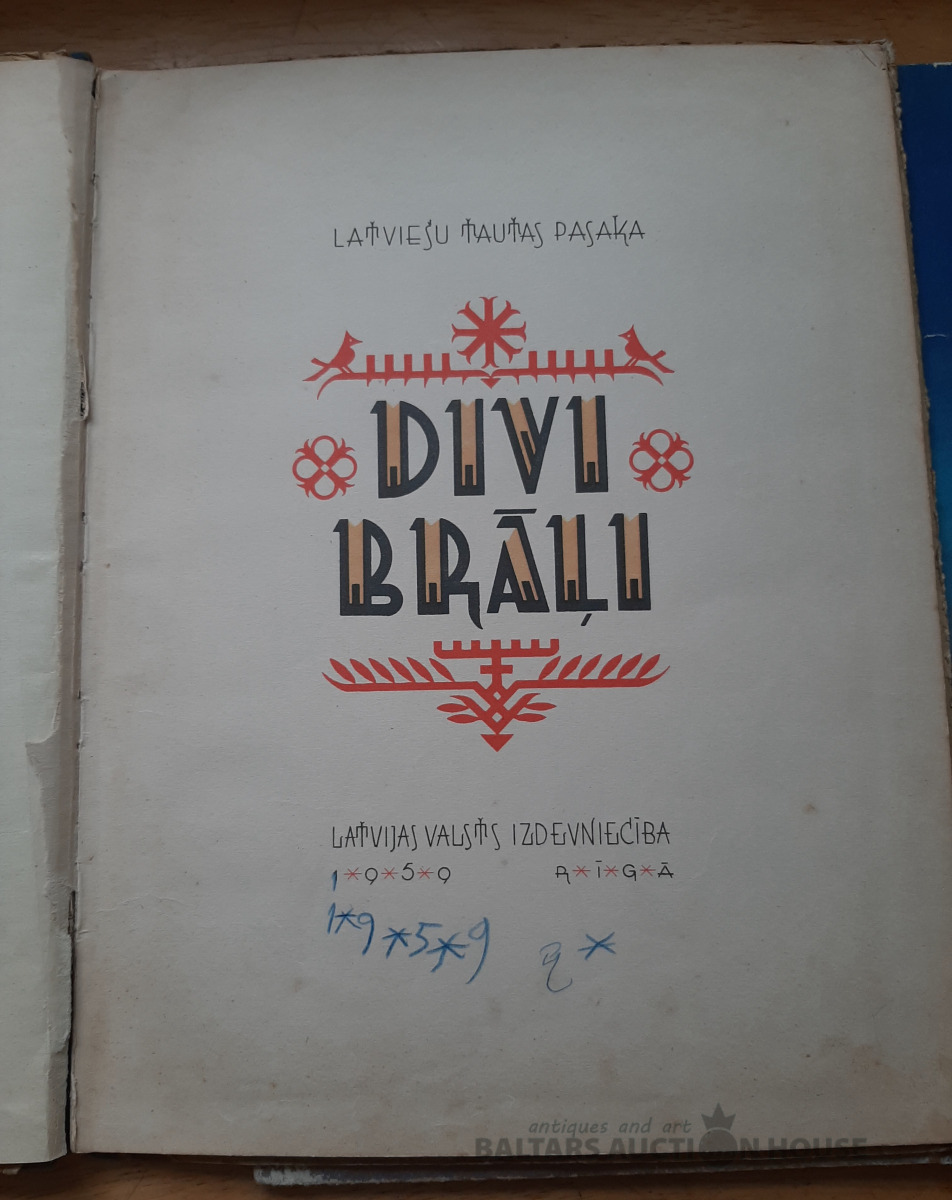 LATVIEŠU TAUTAS PASAKA
DIVI
BRĀĻI
LATVIJAS VALSTS IZDEVNIECĪBA
1*9*5*9 R*Ī*G*Ā
1*9*5*9 R*
antiques and art
BALTARS AUCTION HOUSE